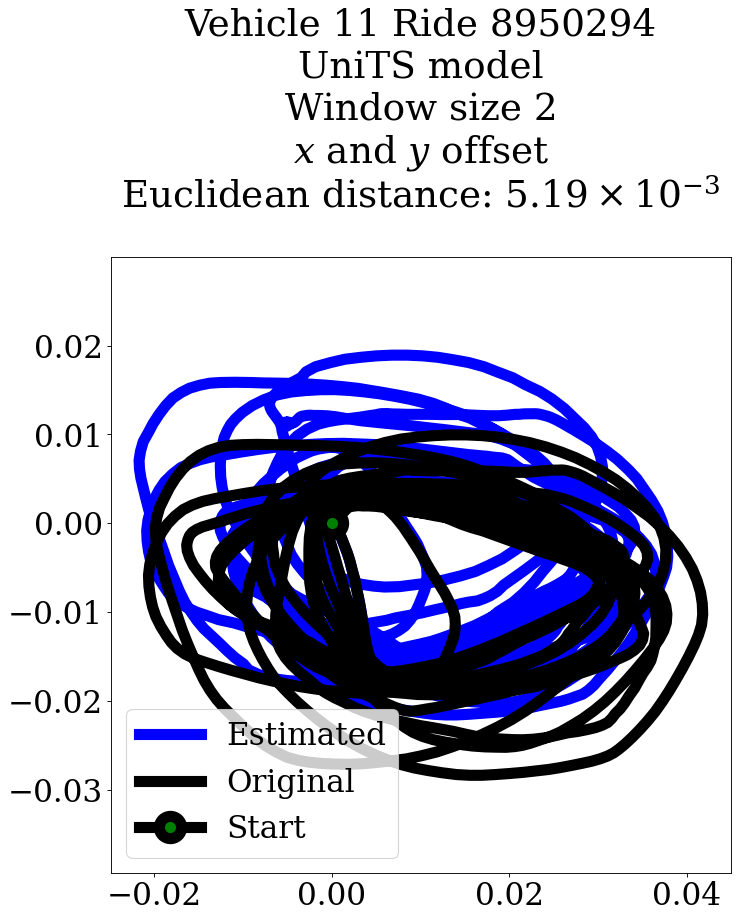 Vehicle 11 Ride 8950294
UniTS model
Window size 2
x and y offset
Euclidean distance: 5.19 × 10⁻³
0.02
0.01
0.00
−0.01
−0.02
−0.03
Estimated
Original
Start
−0.02 0.00 0.02 0.04